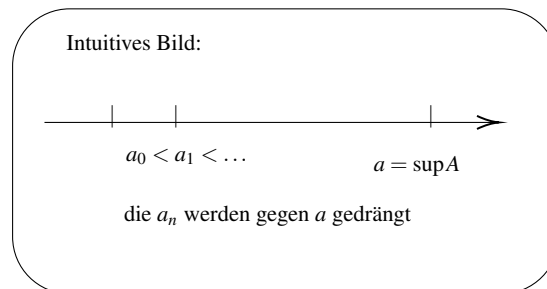 Intuitives Bild:
a₀ < a₁ < …
a = sup A
die aₙ werden gegen a gedrängt